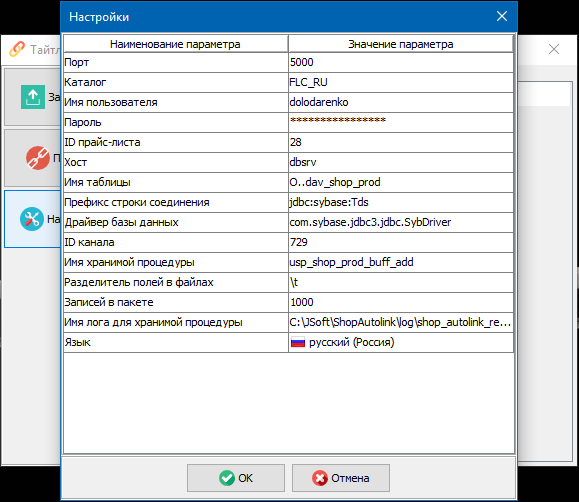 Настройки
Тайтл
За
П
На
Наименование параметра Значение параметра
Порт 5000
Каталог FLC_RU
Имя пользователя dolodarenko
Пароль ****************
ID прайс-листа 28
Хост dbsrv
Имя таблицы O..dav_shop_prod
Префикс строки соединения jdbc:sybase:Tds
Драйвер базы данных com.sybase.jdbc3.jdbc.SybDriver
ID канала 729
Имя хранимой процедуры usp_shop_prod_buff_add
Разделитель полей в файлах \t
Записей в пакете 1000
Имя лога для хранимой процедуры C:\JSoft\ShopAutolink\log\shop_autolink_re...
Язык русский (Россия)
OK Отмена